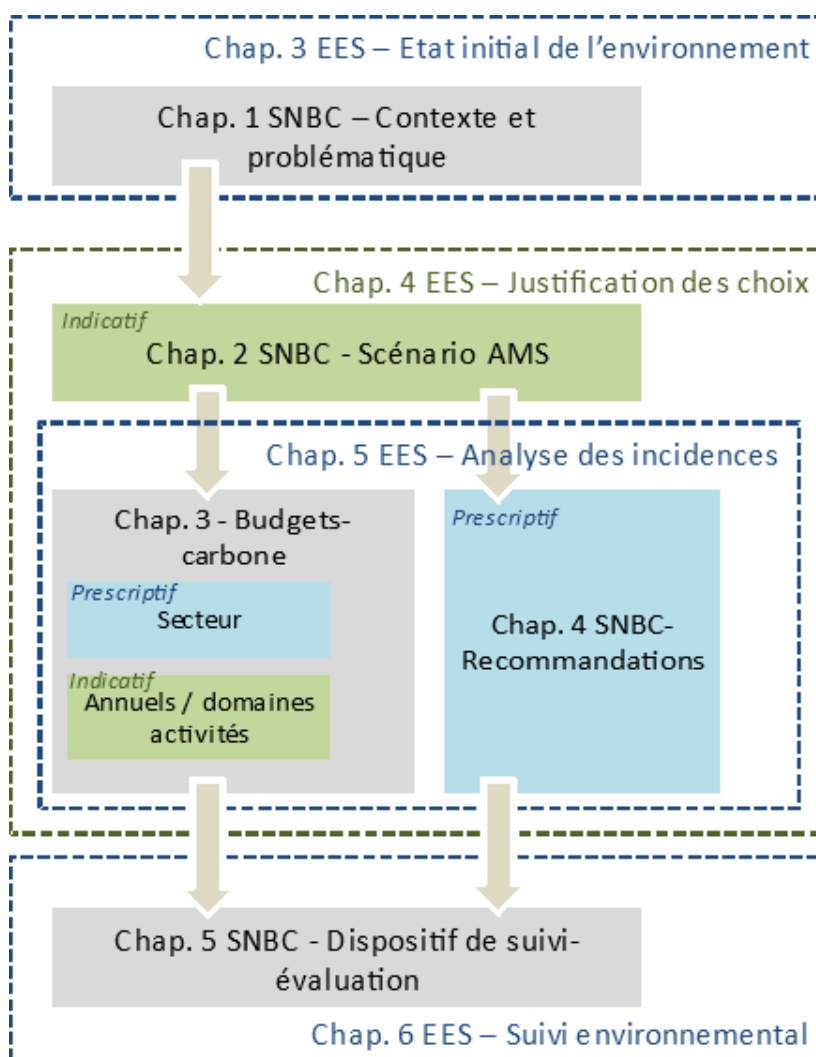 Chap. 3 EES – Etat initial de l'environnement
Chap. 1 SNBC – Contexte et
problématique
Chap. 4 EES – Justification des choix
Indicatif
Chap. 2 SNBC - Scénario AMS
Chap. 5 EES – Analyse des incidences
Chap. 3 - Budgets-
carbone
Prescriptif
Secteur
Indicatif
Annuels / domaines
activités
Prescriptif
Chap. 4 SNBC-
Recommandations
Chap. 5 SNBC - Dispositif de suivi-
évaluation
Chap. 6 EES – Suivi environnemental